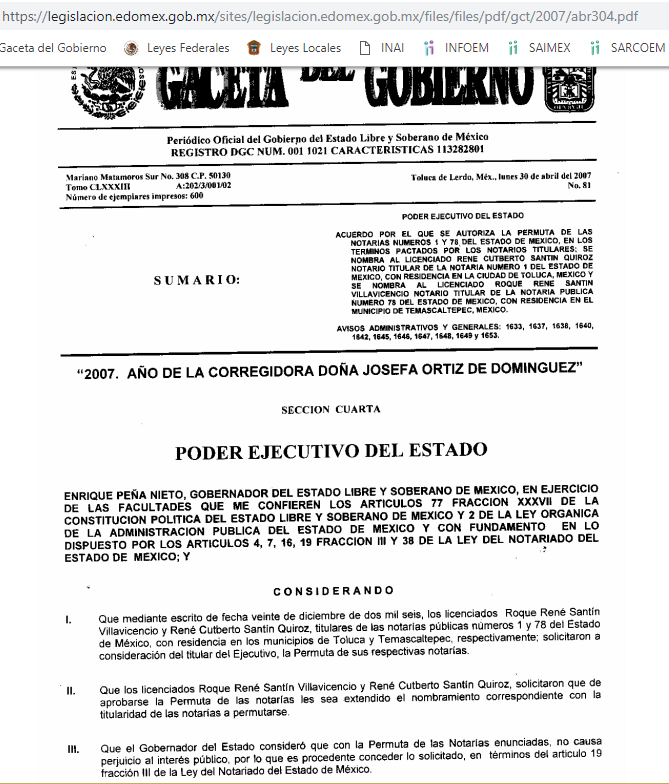 https://legislacion.edomex.gob.mx/sites/legislacion.edomex.gob.mx/files/files/pdf/gct/2007/abr304.pdf
Gaceta del Gobierno Leyes Federales Leyes Locales INAI INFOEM SAIMEX SARCOEM
GACETA DEL GOBIERNO
Periódico Oficial del Gobierno del Estado Libre y Soberano de México
REGISTRO DGC NUM. 001 1021 CARACTERISTICAS 113282801
Mariano Matamoros Sur No. 308 C.P. 50130
Tomo CLXXXIII A:202/3/001/02
Número de ejemplares impresos: 600
Toluca de Lerdo, Méx., lunes 30 de abril del 2007
No. 81
SUMARIO:
PODER EJECUTIVO DEL ESTADO
ACUERDO POR EL QUE SE AUTORIZA LA PERMUTA DE LAS
NOTARIAS NUMEROS 1 Y 78 DEL ESTADO DE MEXICO, EN LOS
TERMINOS PACTADOS POR LOS NOTARIOS TITULARES; SE
NOMBRA AL LICENCIADO RENE CUTBERTO SANTIN QUIROZ
NOTARIO TITULAR DE LA NOTARIA NUMERO 1 DEL ESTADO DE
MEXICO, CON RESIDENCIA EN LA CIUDAD DE TOLUCA, MEXICO Y
SE NOMBRA AL LICENCIADO ROQUE RENE SANTIN
VILLAVICENCIO NOTARIO TITULAR DE LA NOTARIA PUBLICA
NUMERO 78 DEL ESTADO DE MEXICO, CON RESIDENCIA EN EL
MUNICIPIO DE TEMASCALTEPEC, MEXICO.
AVISOS ADMINISTRATIVOS Y GENERALES: 1633, 1637, 1638, 1640,
1642, 1645, 1646, 1647, 1648, 1649 y 1653.
“2007. AÑO DE LA CORREGIDORA DOÑA JOSEFA ORTIZ DE DOMINGUEZ”
SECCION CUARTA
PODER EJECUTIVO DEL ESTADO
ENRIQUE PEÑA NIETO, GOBERNADOR DEL ESTADO LIBRE Y SOBERANO DE MEXICO, EN EJERCICIO
DE LAS FACULTADES QUE ME CONFIEREN LOS ARTICULOS 77 FRACCION XXXVII DE LA
CONSTITUCION POLITICA DEL ESTADO LIBRE Y SOBERANO DE MEXICO Y 2 DE LA LEY ORGANICA
DE LA ADMINISTRACION PUBLICA DEL ESTADO DE MEXICO Y CON FUNDAMENTO EN LO
DISPUESTO POR LOS ARTICULOS 4, 7, 16, 19 FRACCION III Y 38 DE LA LEY DEL NOTARIADO DEL
ESTADO DE MEXICO; Y
CONSIDERANDO
I. Que mediante escrito de fecha veinte de diciembre de dos mil seis, los licenciados Roque René Santín
Villavicencio y René Cutberto Santín Quiroz, titulares de las notarías públicas números 1 y 78 del Estado
de México, con residencia en los municipios de Toluca y Temascaltepec, respectivamente; solicitaron a
consideración del titular del Ejecutivo, la Permuta de sus respectivas notarías.
II. Que los licenciados Roque René Santín Villavicencio y René Cutberto Santín Quiroz, solicitaron que de
aprobarse la Permuta de las notarías les sea extendido el nombramiento correspondiente con la
titularidad de las notarías a permutarse.
III. Que el Gobernador del Estado consideró que con la Permuta de las Notarías enunciadas, no causa
perjuicio al interés público, por lo que es procedente conceder lo solicitado, en términos del articulo 19
fracción III de la Ley del Notariado del Estado de México.